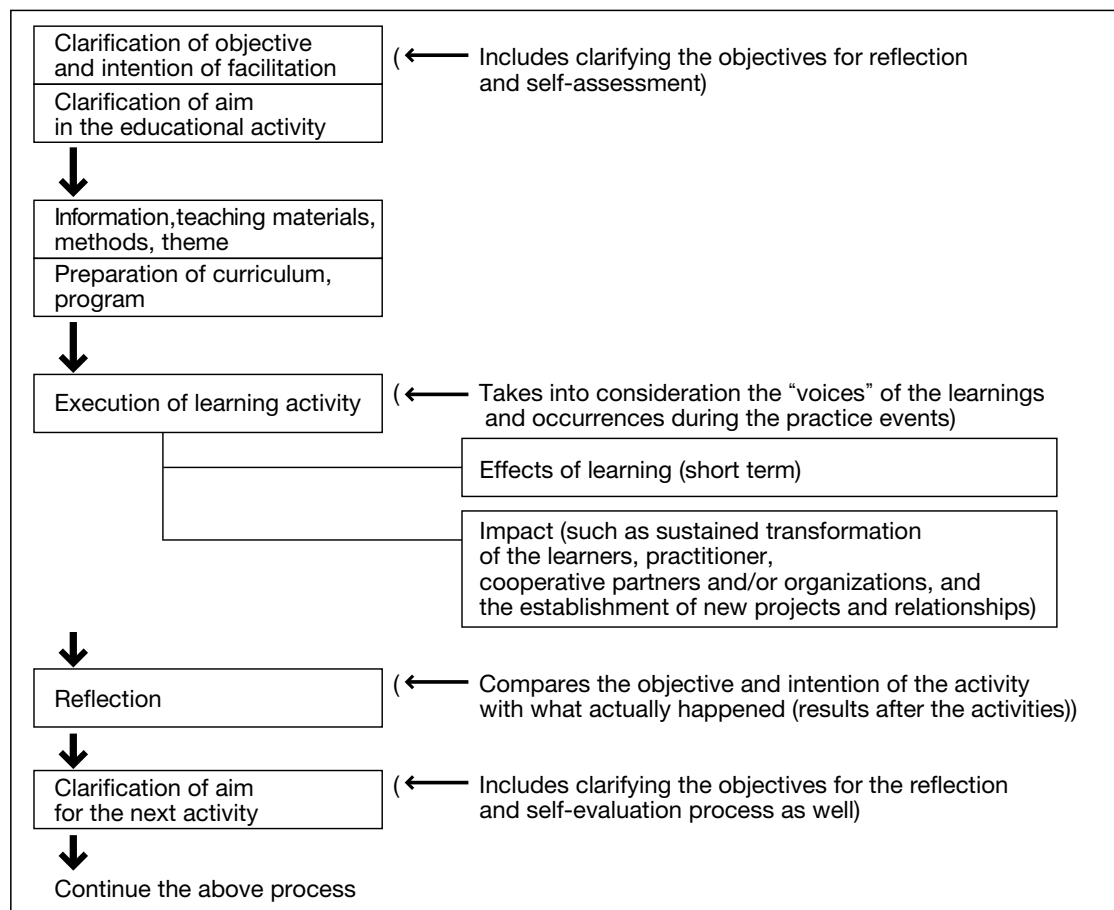 Clarification of objective
and intention of facilitation
( Includes clarifying the objectives for reflection
and self-assessment)
Clarification of aim
in the educational activity
Information,teaching materials,
methods, theme
Preparation of curriculum,
program
Execution of learning activity
( Takes into consideration the “voices” of the learnings
and occurrences during the practice events)
Effects of learning (short term)
Impact (such as sustained transformation
of the learners, practitioner,
cooperative partners and/or organizations, and
the establishment of new projects and relationships)
Reflection
( Compares the objective and intention of the activity
with what actually happened (results after the activities))
Clarification of aim
for the next activity
( Includes clarifying the objectives for the reflection
and self-evaluation process as well)
Continue the above process